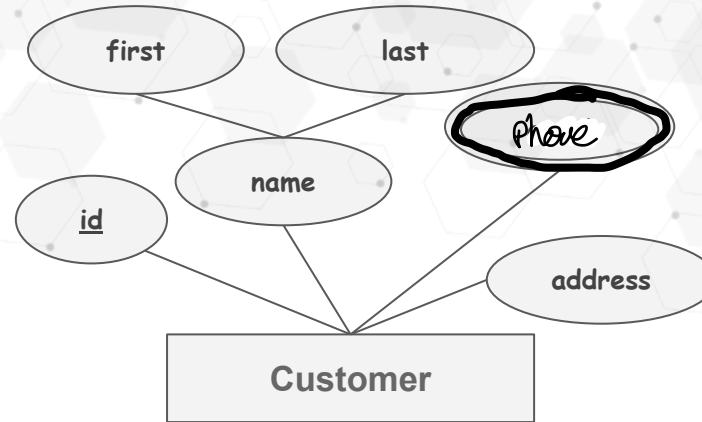 first
last
phone
name
id
address
Customer